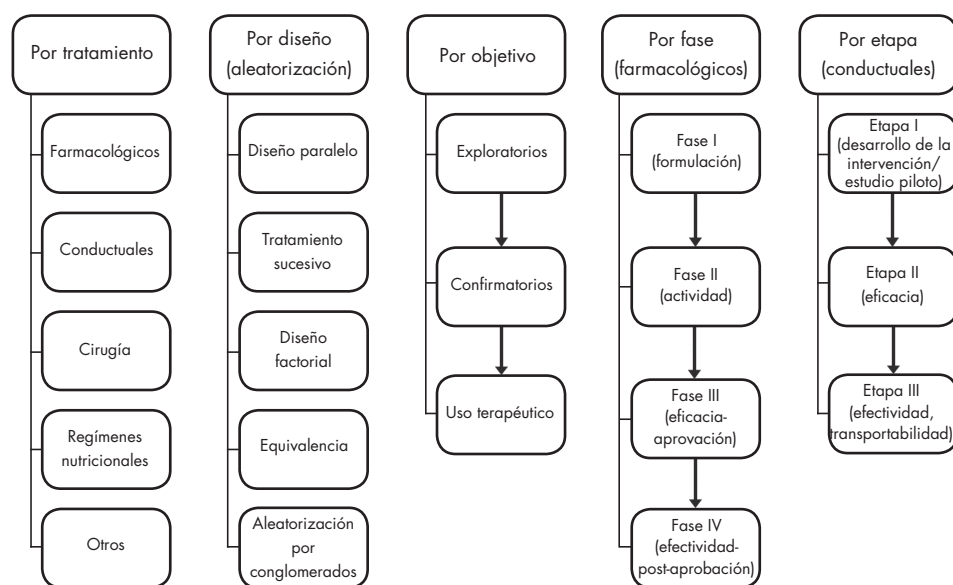 Por tratamiento
Farmacológicos
Conductuales
Cirugía
Regímenes
nutricionales
Otros
Por diseño
(aleatorización)
Diseño paralelo
Tratamiento
sucesivo
Diseño
factorial
Equivalencia
Aleatorización
por
conglomerados
Por objetivo
Exploratorios
Confirmatorios
Uso terapéutico
Por fase
(farmacológicos)
Fase I
(formulación)
Fase II
(actividad)
Fase III
(eficacia-
aprovación)
Fase IV
(efectividad-
post-aprobación)
Por etapa
(conductuales)
Etapa I
(desarrollo de la
intervención/
estudio piloto)
Etapa II
(eficacia)
Etapa III
(efectividad,
transportabilidad)